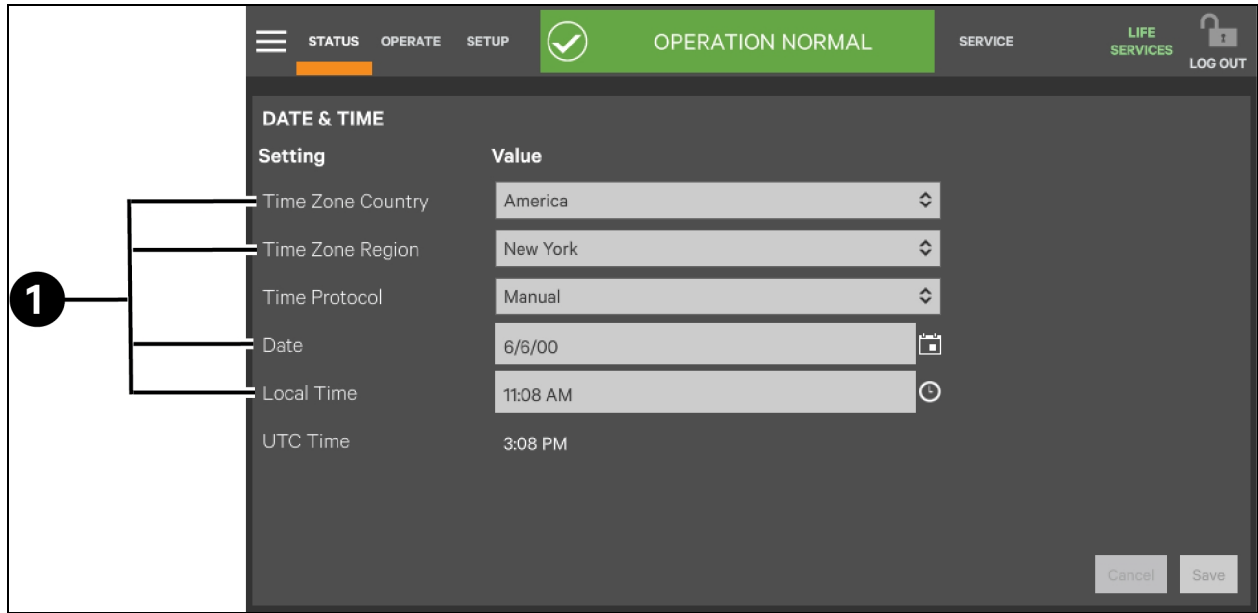 STATUS OPERATE SETUP OPERATION NORMAL SERVICE LIFE SERVICES LOG OUT
DATE & TIME
Setting Value
Time Zone Country America
Time Zone Region New York
1
Time Protocol Manual
Date 6/6/00
Local Time 11:08 AM
UTC Time 3:08 PM
Cancel Save